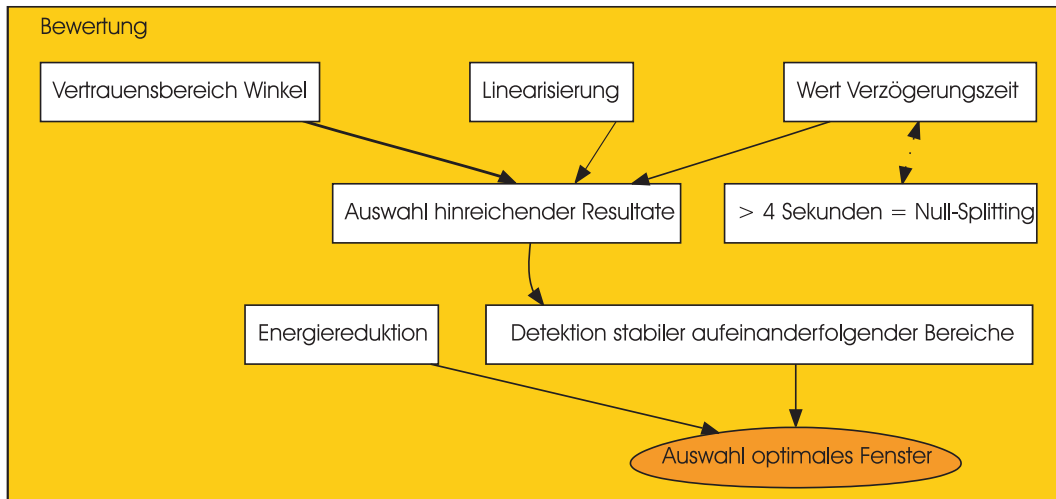 Bewertung
Vertrauensbereich Winkel
Linearisierung
Wert Verzögerungszeit
Auswahl hinreichender Resultate
> 4 Sekunden = Null-Splitting
Energiereduktion
Detektion stabiler aufeinanderfolgender Bereiche
Auswahl optimales Fenster